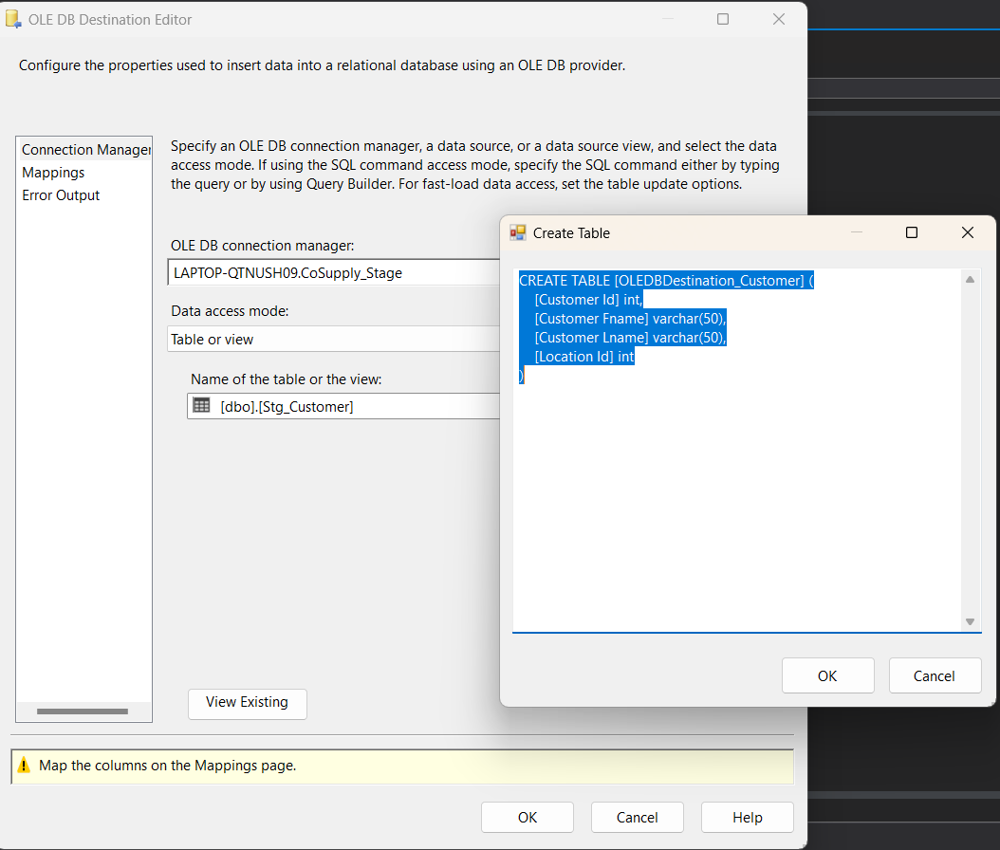 OLE DB Destination Editor
Configure the properties used to insert data into a relational database using an OLE DB provider.
Connection Manager
Mappings
Error Output
Specify an OLE DB connection manager, a data source, or a data source view, and select the data
access mode. If using the SQL command access mode, specify the SQL command either by typing
the query or by using Query Builder. For fast-load data access, set the table update options.
OLE DB connection manager:
LAPTOP-QTNUSH09.CoSupply_Stage
Data access mode:
Table or view
Name of the table or the view:
[dbo].[Stg_Customer]
View Existing
Map the columns on the Mappings page.
OK
Cancel
Help
Create Table
CREATE TABLE [OLEDBDestination_Customer] (
[Customer Id] int,
[Customer Fname] varchar(50),
[Customer Lname] varchar(50),
[Location Id] int
)
OK
Cancel